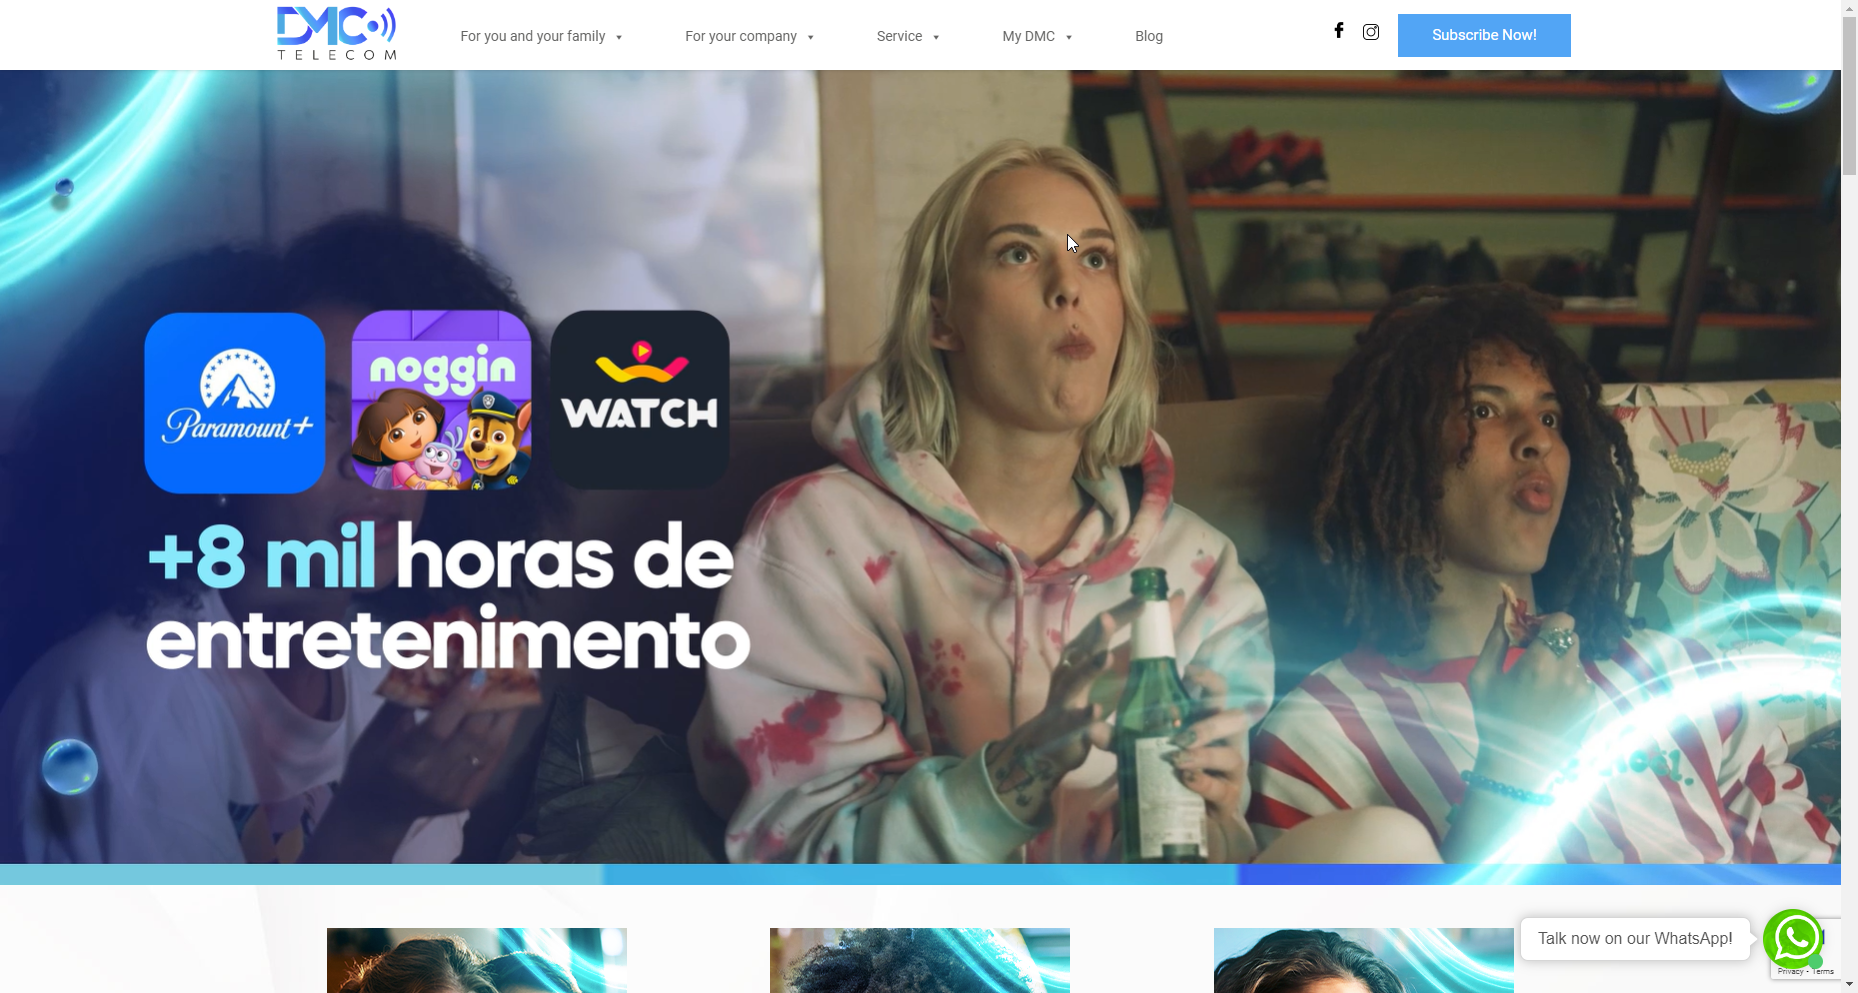 DMC
TELECOM
For you and your family
For your company
Service
My DMC
Blog
Subscribe Now!
Paramount+
noggin
WATCH
+8 mil horas de
entretenimento
Talk now on our WhatsApp!
Privacy - Terms